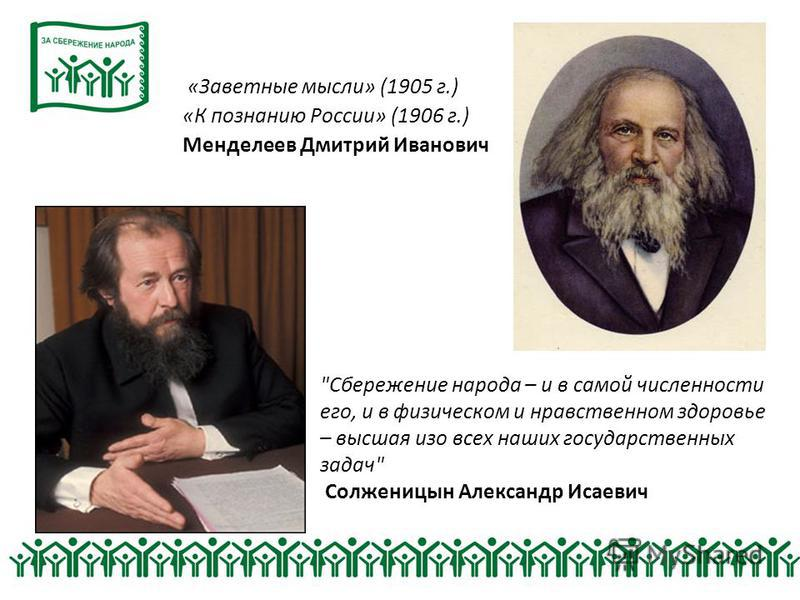 ЗА СБЕРЕЖЕНИЕ НАРОДА
«Заветные мысли» (1905 г.)
«К познанию России» (1906 г.)
Менделеев Дмитрий Иванович
"Сбережение народа – и в самой численности
его, и в физическом и нравственном здоровье
– высшая изо всех наших государственных
задач"
Солженицын Александр Исаевич
MyShared